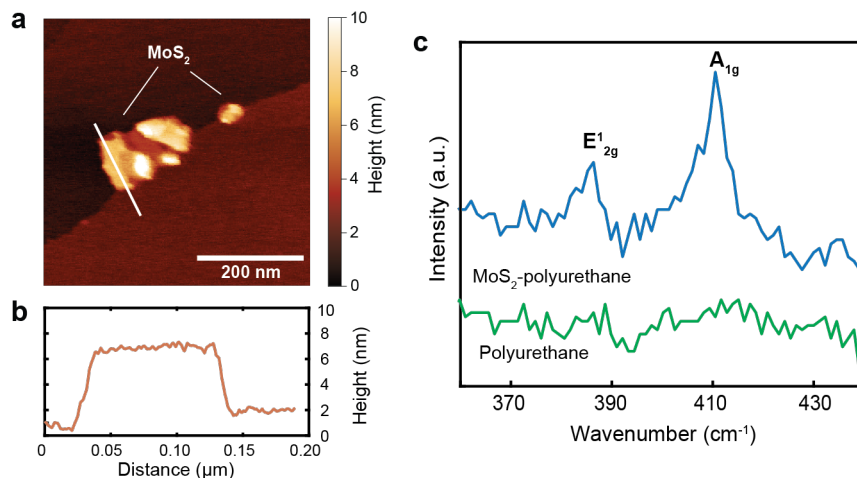 a
MoS₂
200 nm
10
8
6
4
2
0
Height (nm)
b
10
8
6
4
2
0
Height (nm)
0
0.05
0.10
0.15
0.20
Distance (µm)
c
A₁g
E¹₂g
MoS₂-polyurethane
Polyurethane
Intensity (a.u.)
370
390
410
430
Wavenumber (cm⁻¹)